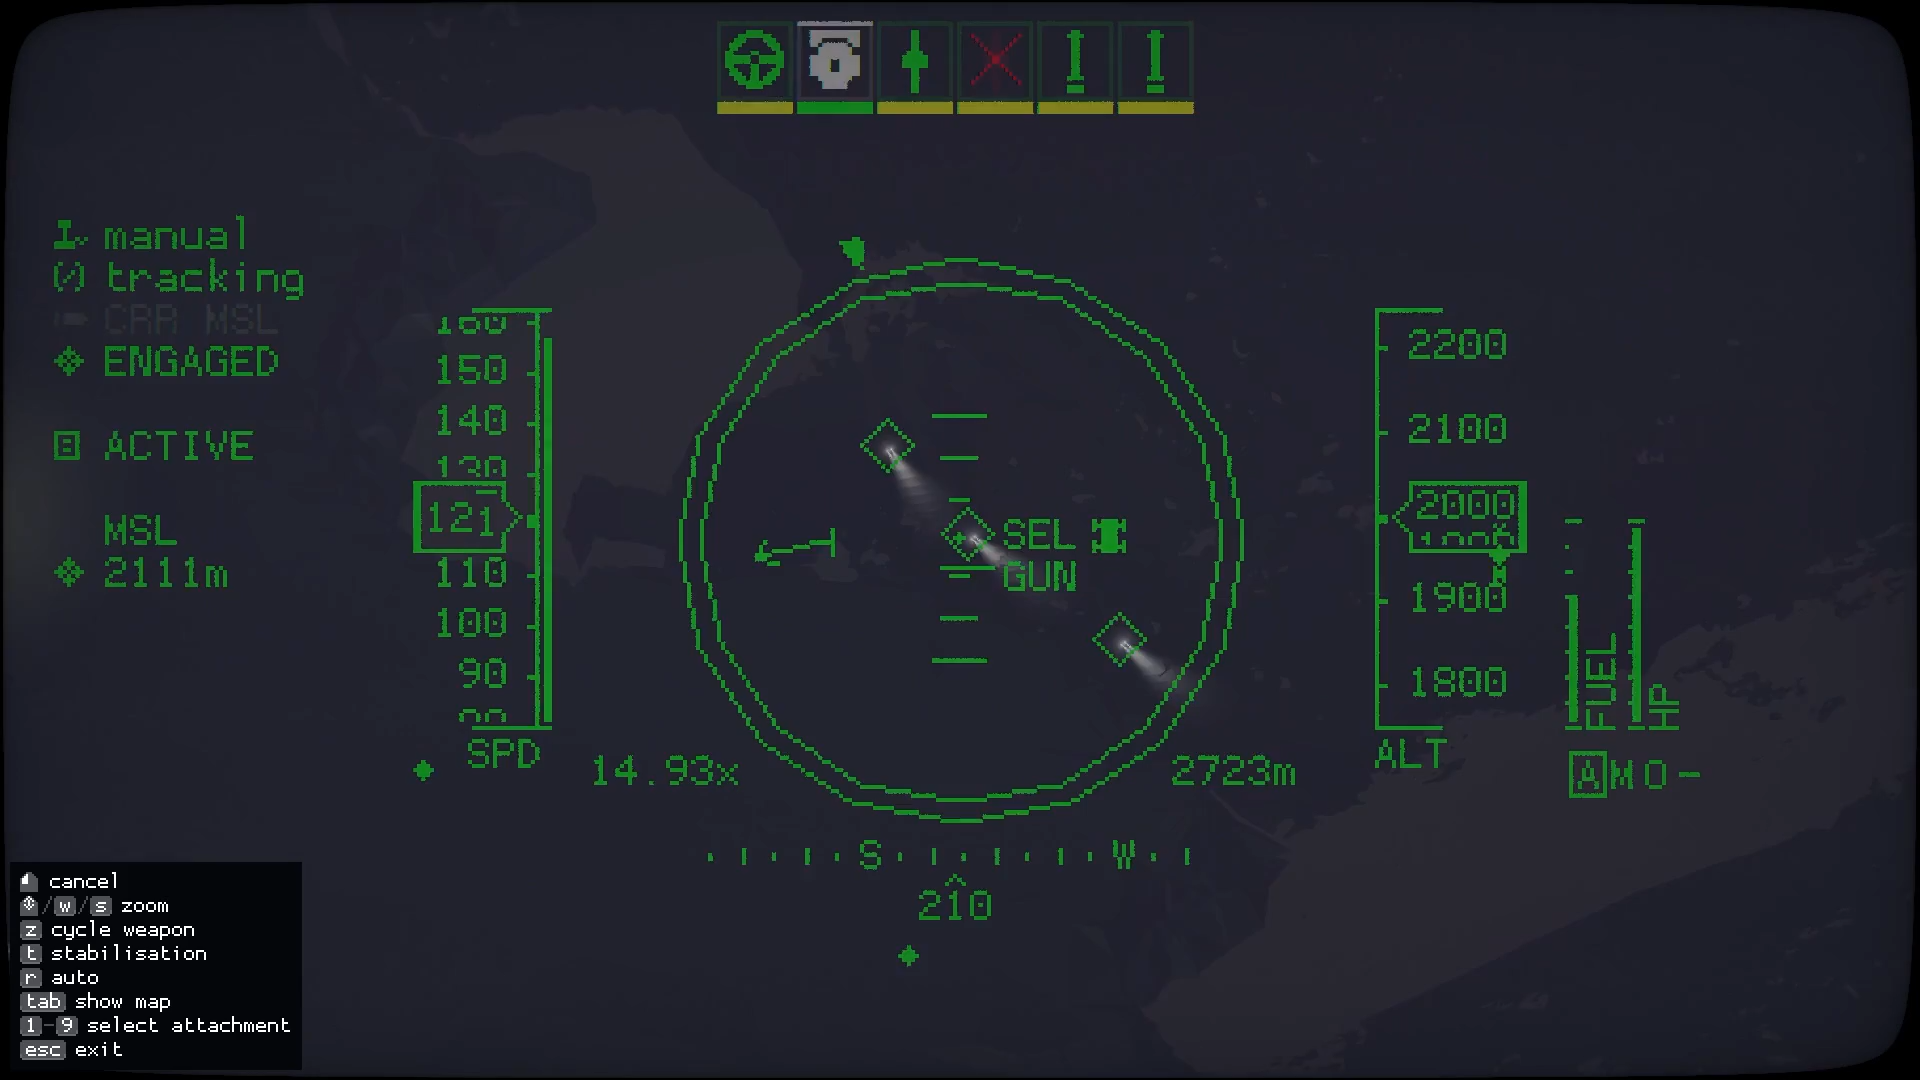 manual
tracking
CRR MSL
ENGAGED
ACTIVE
MSL
2111m
160
150
140
130
121
110
100
90
SPD
14.93x
SEL
GUN
2723m
2200
2100
2000
1900
1800
ALT
FUEL
HP
AMO-
S W
210
cancel
/w/s zoom
z cycle weapon
t stabilisation
r auto
tab show map
1-9 select attachment
esc exit